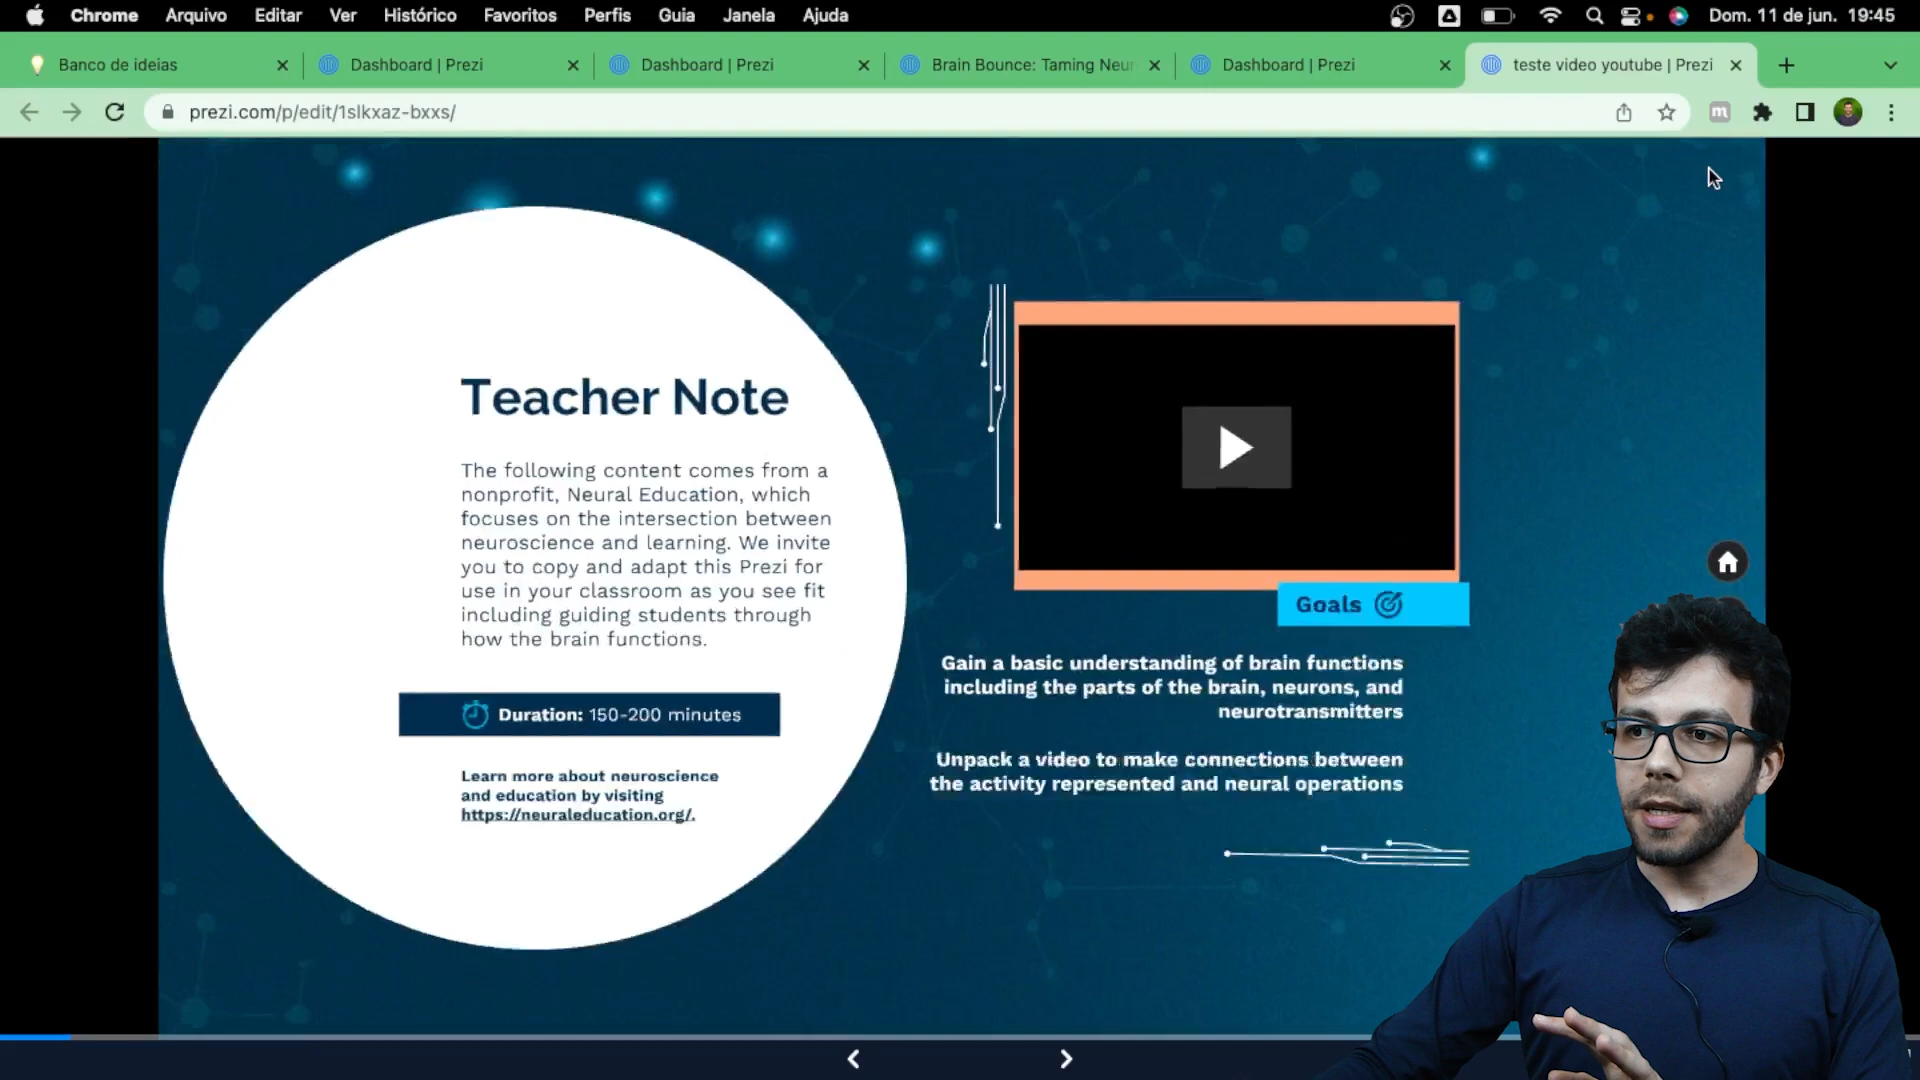 Chrome Arquivo Editar Ver Histórico Favoritos Perfis Guia Janela Ajuda Dom. 11 de jun. 19:45
Banco de ideias Dashboard | Prezi Dashboard | Prezi Brain Bounce: Taming Neur Dashboard | Prezi teste video youtube | Prezi
prezi.com/p/edit/1slkxaz-bxxs/ m
Teacher Note
The following content comes from a
nonprofit, Neural Education, which
focuses on the intersection between
neuroscience and learning. We invite
you to copy and adapt this Prezi for
use in your classroom as you see fit
including guiding students through
how the brain functions.
Duration: 150-200 minutes
Learn more about neuroscience
and education by visiting
https://neuraleducation.org/.
Goals
Gain a basic understanding of brain functions
including the parts of the brain, neurons, and
neurotransmitters
Unpack a video to make connections between
the activity represented and neural operations